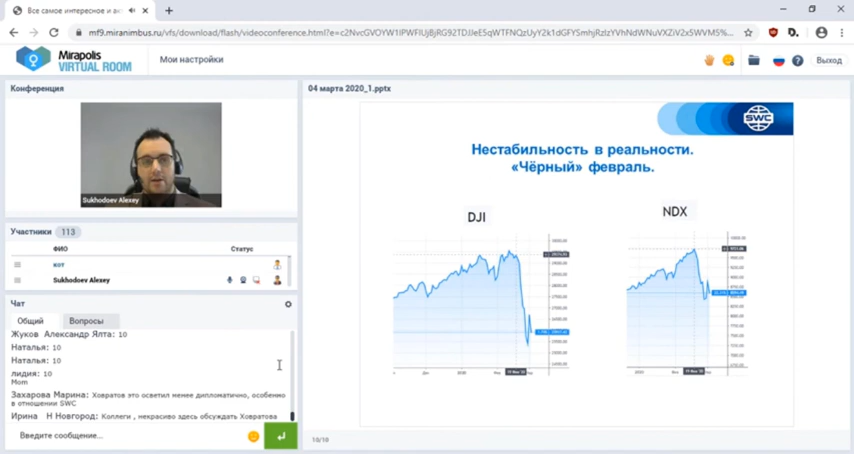 Все самое интересное и ак
mf9.miranimbus.ru/vfs/download/flash/videoconference.html?e=c2NvcGVOYW1lPWFlUjBjRG92TDJJeE5qWTFNQzUyY2k1dGFYSmhjRzlzYVhNdWNuVXZiV2x5WVM5%...
Mirapolis
VIRTUAL ROOM
Мои настройки
Выход
Конференция
Sukhodoev Alexey
Участники 113
ФИО Статус
кот
Sukhodoev Alexey
Чат
Общий Вопросы
Жуков Александр Ялта: 10
Наталья: 10
Наталья: 10
лидия: 10
Mom
Захарова Марина: Ховратов это осветил менее дипломатично, особенно
в отношении SWC
Ирина Н Новгород: Коллеги , некрасиво здесь обсуждать Ховратова
Введите сообщение...
04 марта 2020_1.pptx
SWC
Нестабильность в реальности.
«Чёрный» февраль.
DJI NDX
10/10